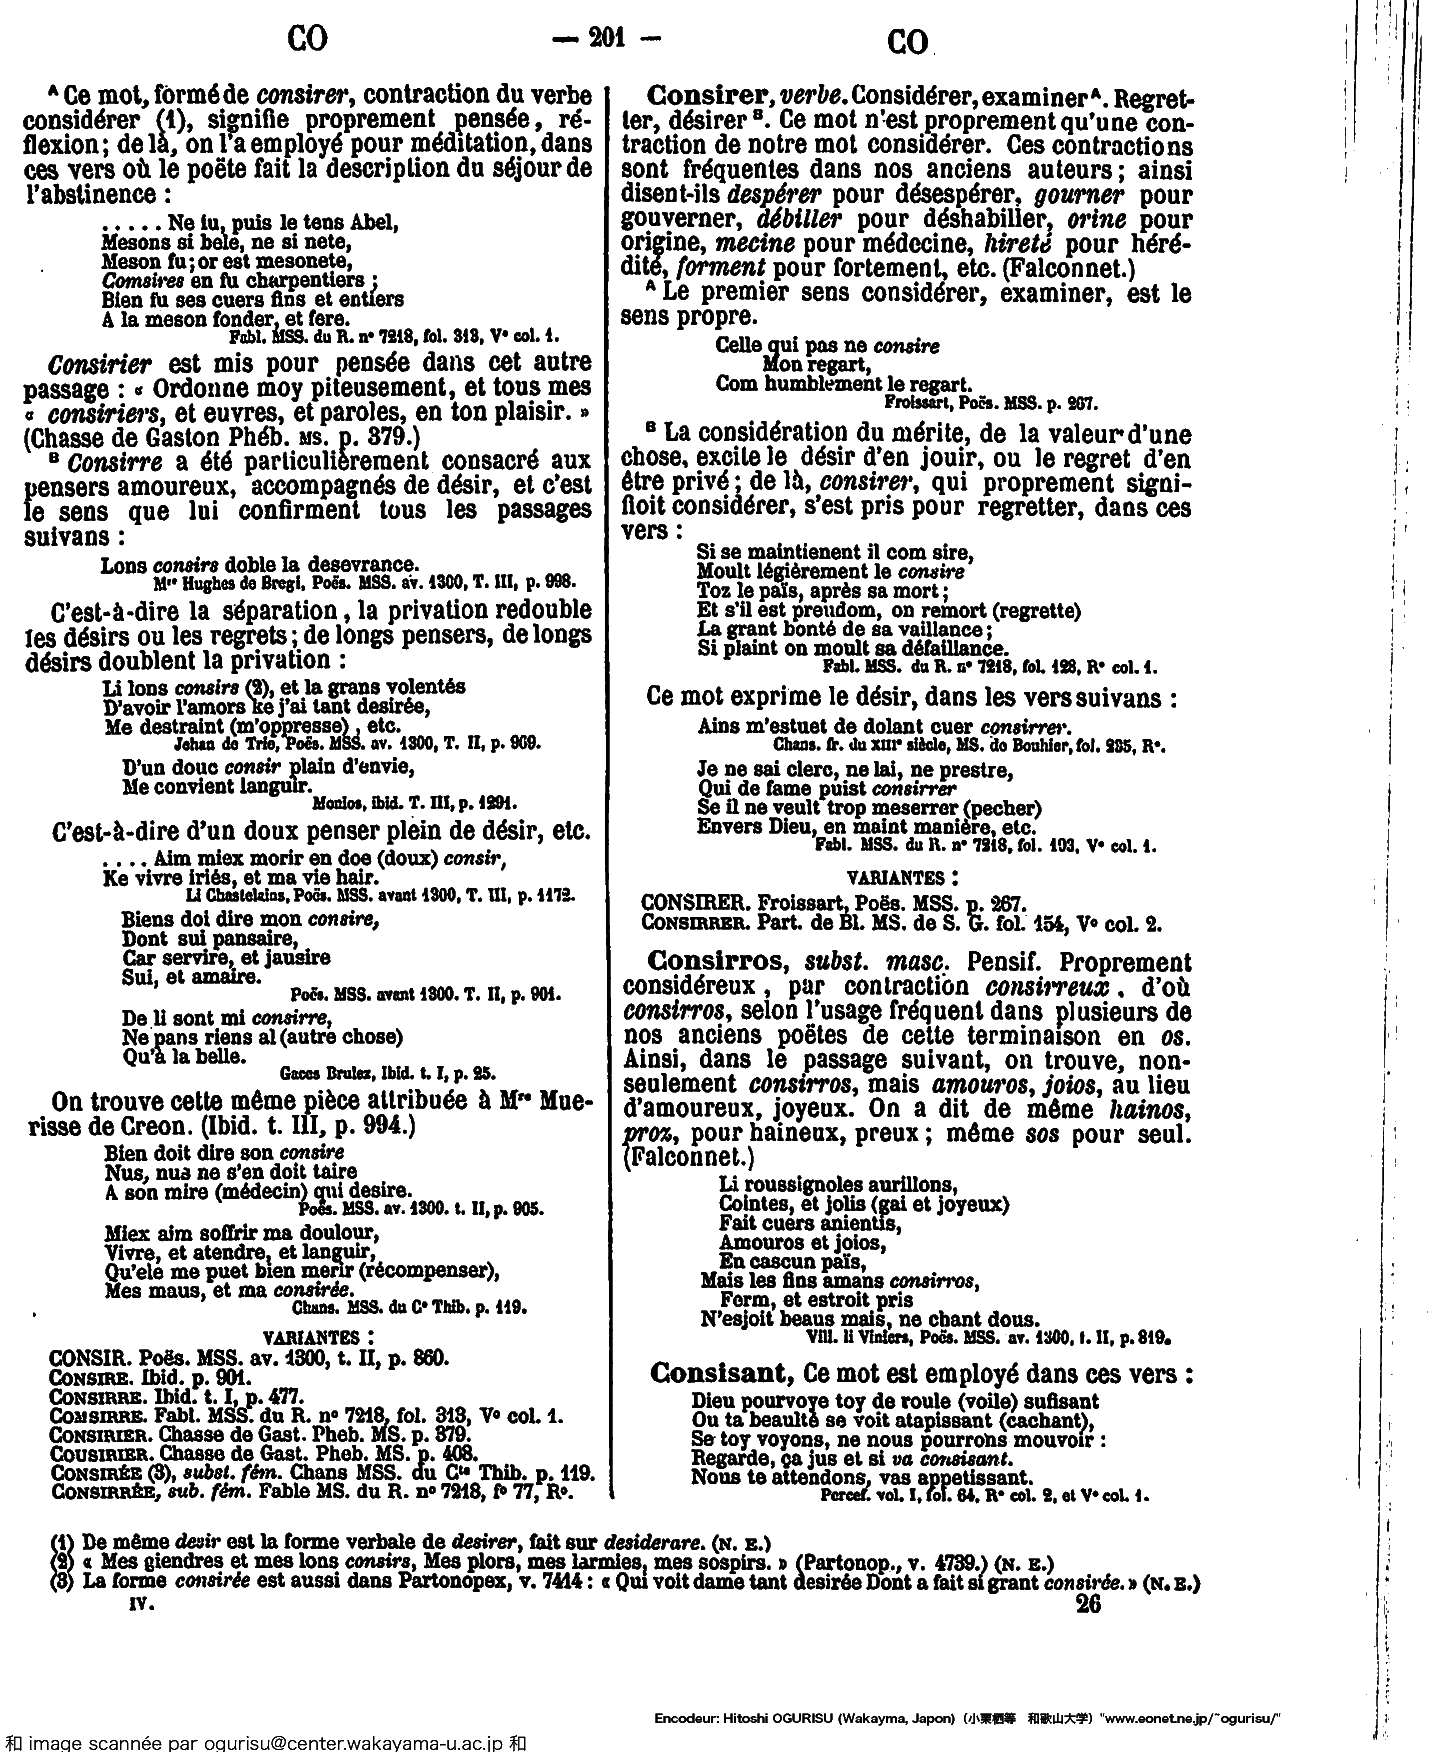 CO
— 201 —
CO
ᴬ Ce mot, formé de consirer, contraction du verbe
considérer (1), signifie proprement pensée, ré-
flexion; de là, on l'a employé pour méditation, dans
ces vers où le poëte fait la description du séjour de
l'abstinence :
..... Ne fu, puis le tens Abel,
Mesons si bele, ne si nete,
Meson fu; or est mesonete,
Comsires en fu charpentiers ;
Bien fu ses cuers fins et entiers
A la meson fonder, et fere.
Fabl. MSS. du R. nº 7218, fol. 313, Vº col. 1.
Consirier est mis pour pensée dans cet autre
passage : « Ordonne moy piteusement, et tous mes
« consiriers, et euvres, et paroles, en ton plaisir. »
(Chasse de Gaston Phéb. MS. p. 379.)
ᴮ Consirre a été particulièrement consacré aux
pensers amoureux, accompagnés de désir, et c'est
le sens que lui confirment tous les passages
suivans :
Lons consirs doble la desevrance.
Mʳᵉ Hughes de Bregi, Poës. MSS. av. 1300, T. III, p. 998.
C'est-à-dire la séparation, la privation redouble
les désirs ou les regrets; de longs pensers, de longs
désirs doublent la privation :
Li lons consirs (2), et la grans volentés
D'avoir l'amors ke j'ai tant desirée,
Me destraint (m'oppresse), etc.
Jehan de Trie, Poës. MSS. av. 1300, T. II, p. 969.
D'un douc consir plain d'envie,
Me convient languir.
Monios, ibid. T. III, p. 1291.
C'est-à-dire d'un doux penser plein de désir, etc.
.... Aim miex morir en doe (doux) consir,
Ke vivre iriés, et ma vie hair.
Li Chastelains, Poës. MSS. avant 1300, T. III, p. 1172.
Biens doi dire mon consire,
Dont sui pansaire,
Car servire, et jausire
Sui, et amaire.
Poës. MSS. avant 1300. T. II, p. 901.
De li sont mi consirre,
Ne pans riens al (autre chose)
Qu'à la belle.
Gaces Brulez, Ibid. t. I, p. 25.
On trouve cette même pièce attribuée à Mʳᵉ Mue-
risse de Creon. (Ibid. t. III, p. 994.)
Bien doit dire son consire
Nus, nus ne s'en doit taire
A son mire (médecin) qui desire.
Poës. MSS. av. 1300. t. II, p. 905.
Miex aim soffrir ma doulour,
Vivre, et atendre, et languir,
Qu'ele me puet bien merir (récompenser),
Mes maus, et ma consirée.
Chans. MSS. du Cᵉ Thib. p. 119.
VARIANTES :
CONSIR. Poës. MSS. av. 1300, t. II, p. 860.
CONSIRE. Ibid. p. 901.
CONSIRRE. Ibid. t. I, p. 477.
COMSIRRE. Fabl. MSS. du R. nº 7218, fol. 313, Vº col. 1.
CONSIRIER. Chasse de Gast. Pheb. MS. p. 379.
COUSIRIER. Chasse de Gast. Pheb. MS. p. 408.
CONSIRÉE (3), subst. fém. Chans MSS. du Cᵗᵉ Thib. p. 119.
CONSIRRÉE, sub. fém. Fable MS. du R. nº 7218, fº 77, Rº.
Consirer, verbe. Considérer, examiner ᴬ. Regret-
ter, désirer ᴮ. Ce mot n'est proprement qu'une con-
traction de notre mot considérer. Ces contractions
sont fréquentes dans nos anciens auteurs; ainsi
disent-ils despérer pour désespérer, gourner pour
gouverner, débiller pour déshabiller, orine pour
origine, mecine pour médecine, hireté pour héré-
dité, forment pour fortement, etc. (Falconnet.)
ᴬ Le premier sens considérer, examiner, est le
sens propre.
Celle qui pas ne consire
Mon regart,
Com humblement le regart.
Froissart, Poës. MSS. p. 267.
ᴮ La considération du mérite, de la valeur d'une
chose, excite le désir d'en jouir, ou le regret d'en
être privé; de là, consirer, qui proprement signi-
fioit considérer, s'est pris pour regretter, dans ces
vers :
Si se maintienent il com sire,
Moult légièrement le consire
Toz le païs, après sa mort;
Et s'il est preudom, on remort (regrette)
La grant bonté de sa vaillance;
Si plaint on moult sa défaillance.
Fabl. MSS. du R. nº 7218, fol. 128, Rº col. 1.
Ce mot exprime le désir, dans les vers suivans :
Ains m'estuet de dolant cuer consirrer.
Chans. fr. du XIIIᵉ siècle, MS. de Bouhier, fol. 235, Rº.
Je ne sai clerc, ne lai, ne prestre,
Qui de fame puist consirrer
Se il ne veult trop meserrer (pecher)
Envers Dieu, en maint manière, etc.
Fabl. MSS. du R. nº 7218, fol. 193, Vº col. 1.
VARIANTES :
CONSIRER. Froissart, Poës. MSS. p. 267.
CONSIRRER. Part. de Bl. MS. de S. G. fol. 154, Vº col. 2.
Consirros, subst. masc. Pensif. Proprement
considéreux, par contraction consirreux, d'où
consirros, selon l'usage fréquent dans plusieurs de
nos anciens poëtes de cette terminaison en os.
Ainsi, dans le passage suivant, on trouve, non-
seulement consirros, mais amouros, joios, au lieu
d'amoureux, joyeux. On a dit de même hainos,
proz, pour haineux, preux; même sos pour seul.
(Falconnet.)
Li roussignoles aurillons,
Cointes, et jolis (gai et joyeux)
Fait cuers anientis,
Amouros et joios,
En cascun païs,
Mais les fins amans consirros,
Ferm, et estroit pris
N'esjoit beaus mais, ne chant dous.
Vill. li Viniers, Poës. MSS. av. 1300, t. II, p. 819.
Consisant, Ce mot est employé dans ces vers :
Dieu pourvoye toy de roule (voile) sufisant
Ou ta beaulté se voit atapissant (cachant),
Se toy voyons, ne nous pourrons mouvoir :
Regarde, ça jus et si va consisant.
Nous te attendons, vas appetissant.
Percef. vol. I, fol. 64, Rº col. 2, et Vº col. 1.
(1) De même desir est la forme verbale de desirer, fait sur desiderare. (N. E.)
(2) « Mes giendres et mes lons consirs, Mes plors, mes larmies, mes sospirs. » (Partonop., v. 4739.) (N. E.)
(3) La forme consirée est aussi dans Partonopex, v. 7414 : « Qui voit dame tant desirée Dont a fait si grant consirée. » (N. E.)
IV.
26
Encodeur: Hitoshi OGURISU (Wakayma, Japon)（小栗栖等　和歌山大学）"www.eonet.ne.jp/~ogurisu/"
和 image scannée par ogurisu@center.wakayama-u.ac.jp 和